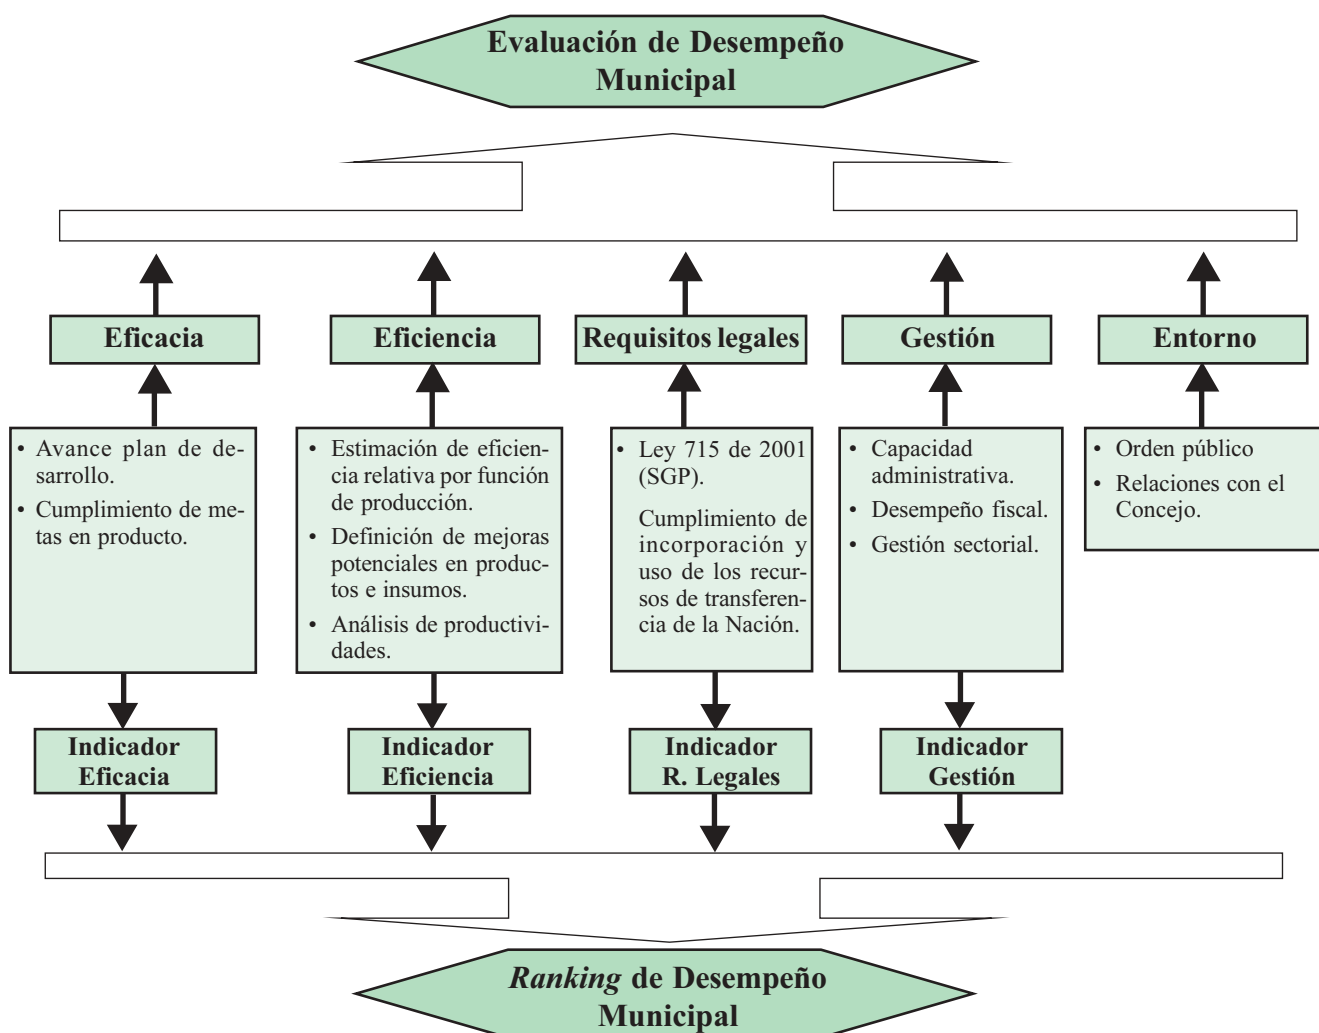 Evaluación de Desempeño
Municipal
Eficacia
Eficiencia
Requisitos legales
Gestión
Entorno
• Avance plan de de-
sarrollo.
• Cumplimiento de me-
tas en producto.
• Estimación de eficien-
cia relativa por función
de producción.
• Definición de mejoras
potenciales en produc-
tos e insumos.
• Análisis de productivi-
dades.
• Ley 715 de 2001
(SGP).
Cumplimiento de
incorporación y
uso de los recur-
sos de transferen-
cia de la Nación.
• Capacidad
administrativa.
• Desempeño fiscal.
• Gestión sectorial.
• Orden público
• Relaciones con el
Concejo.
Indicador
Eficacia
Indicador
Eficiencia
Indicador
R. Legales
Indicador
Gestión
Ranking de Desempeño
Municipal